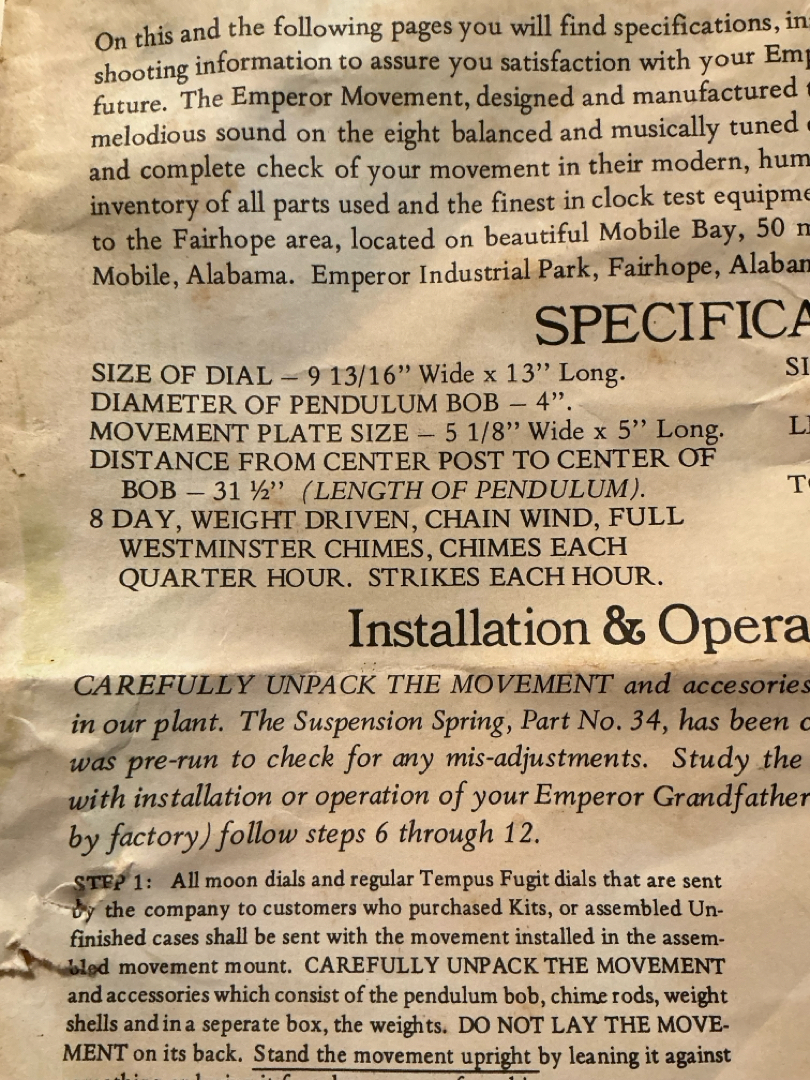 On this and the following pages you will find specifications,
shooting information to assure you satisfaction with your
future. The Emperor Movement, designed and manufactured
melodious sound on the eight balanced and musically tuned
and complete check of your movement in their modern,
inventory of all parts used and the finest in clock test
to the Fairhope area, located on beautiful Mobile Bay, 50
Mobile, Alabama. Emperor Industrial Park, Fairhope,
SPECIFICA
SIZE OF DIAL – 9 13/16” Wide x 13” Long.
SI
DIAMETER OF PENDULUM BOB – 4”.
MOVEMENT PLATE SIZE – 5 1/8” Wide x 5” Long.
DISTANCE FROM CENTER POST TO CENTER OF
BOB – 31 ½” (LENGTH OF PENDULUM).
8 DAY, WEIGHT DRIVEN, CHAIN WIND, FULL
WESTMINSTER CHIMES, CHIMES EACH
QUARTER HOUR. STRIKES EACH HOUR.
Installation & Opera
CAREFULLY UNPACK THE MOVEMENT and accesories
in our plant. The Suspension Spring, Part No. 34, has been
was pre-run to check for any mis-adjustments. Study the
with installation or operation of your Emperor Grandfather
by factory) follow steps 6 through 12.
STEP 1: All moon dials and regular Tempus Fugit dials that are sent
by the company to customers who purchased Kits, or assembled Un-
finished cases shall be sent with the movement installed in the assem-
bled movement mount. CAREFULLY UNPACK THE MOVEMENT
and accessories which consist of the pendulum bob, chime rods, weight
shells and in a seperate box, the weights. DO NOT LAY THE MOVE-
MENT on its back. Stand the movement upright by leaning it against